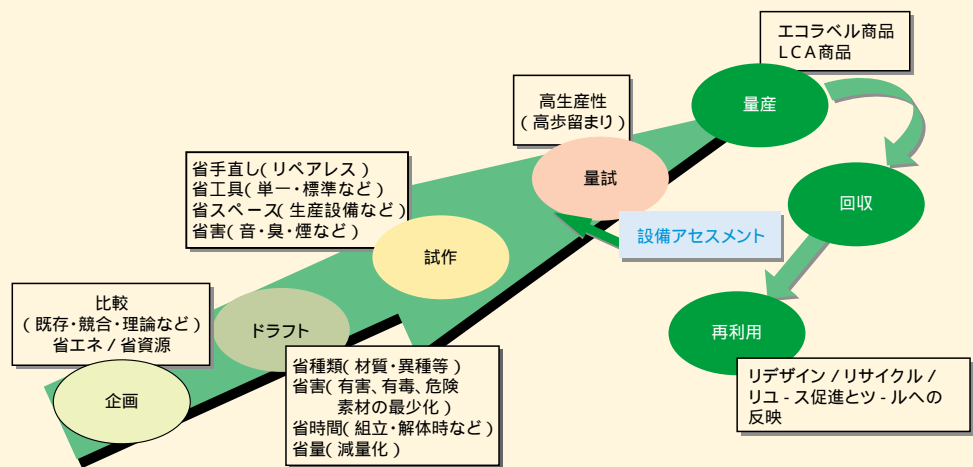 エコラベル商品
LCA商品
量産
高生産性
(高歩留まり)
量試
回収
省手直し(リペアレス)
省工具(単一・標準など)
省スペース(生産設備など)
省害(音・臭・煙など)
設備アセスメント
試作
比較
(既存・競合・理論など)
省エネ/省資源
ドラフト
再利用
省種類(材質・異種等)
省害(有害、有毒、危険
素材の最少化)
省時間(組立・解体時など)
省量(減量化)
リデザイン/リサイクル/
リユ-ス促進とツ-ルへの
反映
企画